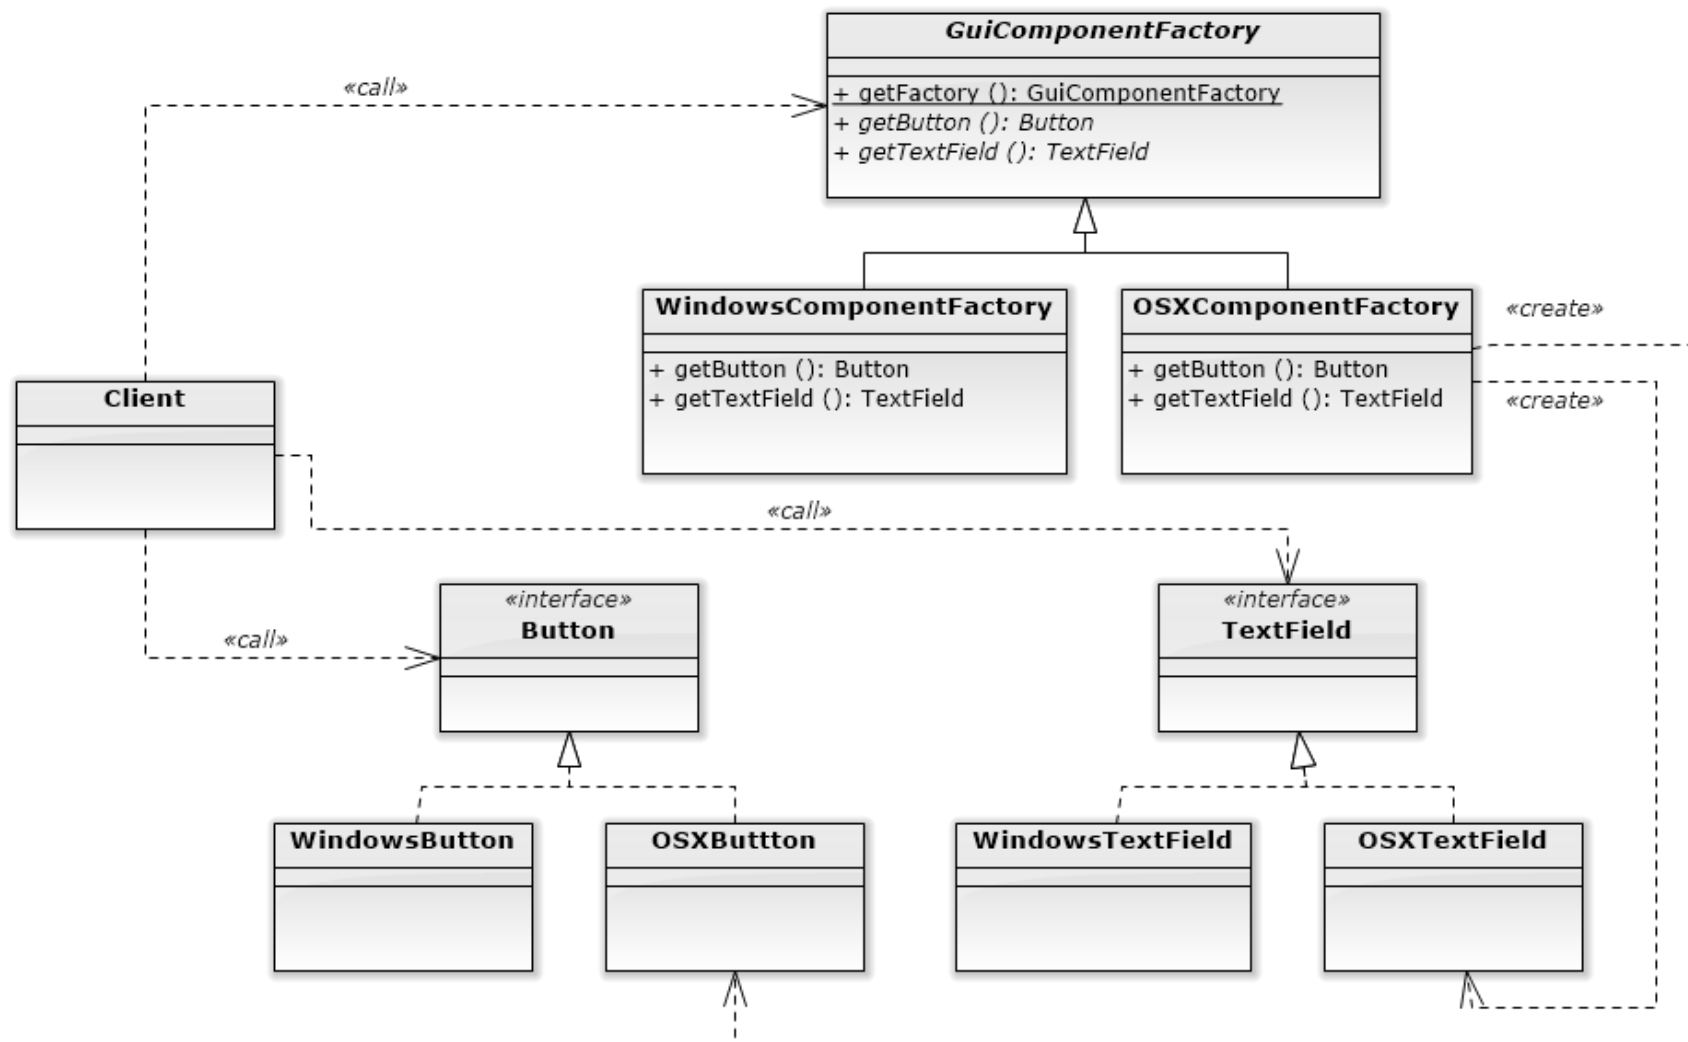 GuiComponentFactory
«call»
+ getFactory (): GuiComponentFactory
+ getButton (): Button
+ getTextField (): TextField
WindowsComponentFactory
+ getButton (): Button
+ getTextField (): TextField
OSXComponentFactory
+ getButton (): Button
+ getTextField (): TextField
«create»
«create»
Client
«call»
«call»
«interface»
Button
«interface»
TextField
WindowsButton
OSXButtton
WindowsTextField
OSXTextField